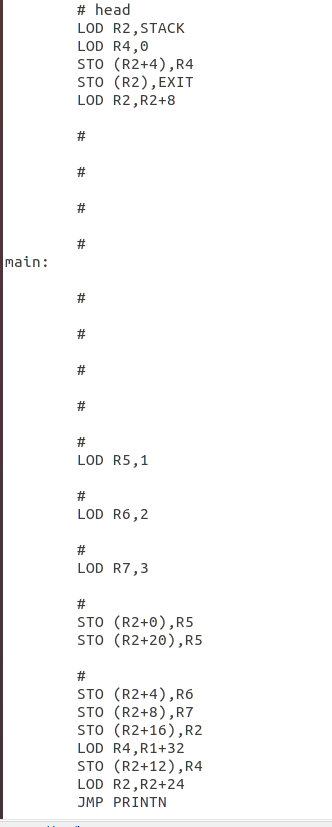 # head
LOD R2,STACK
LOD R4,0
STO (R2+4),R4
STO (R2),EXIT
LOD R2,R2+8
#
#
#
#
main:
#
#
#
#
#
LOD R5,1
#
LOD R6,2
#
LOD R7,3
#
STO (R2+0),R5
STO (R2+20),R5
#
STO (R2+4),R6
STO (R2+8),R7
STO (R2+16),R2
LOD R4,R1+32
STO (R2+12),R4
LOD R2,R2+24
JMP PRINTN